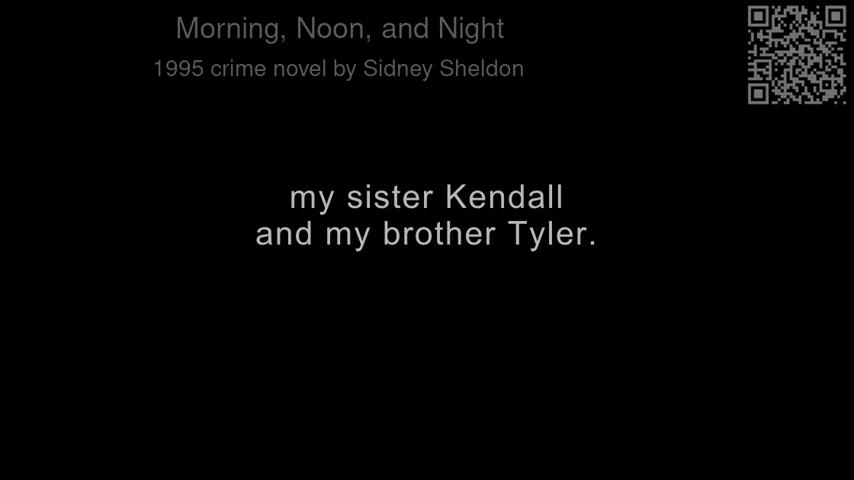 Morning, Noon, and Night
1995 crime novel by Sidney Sheldon
my sister Kendall
and my brother Tyler.